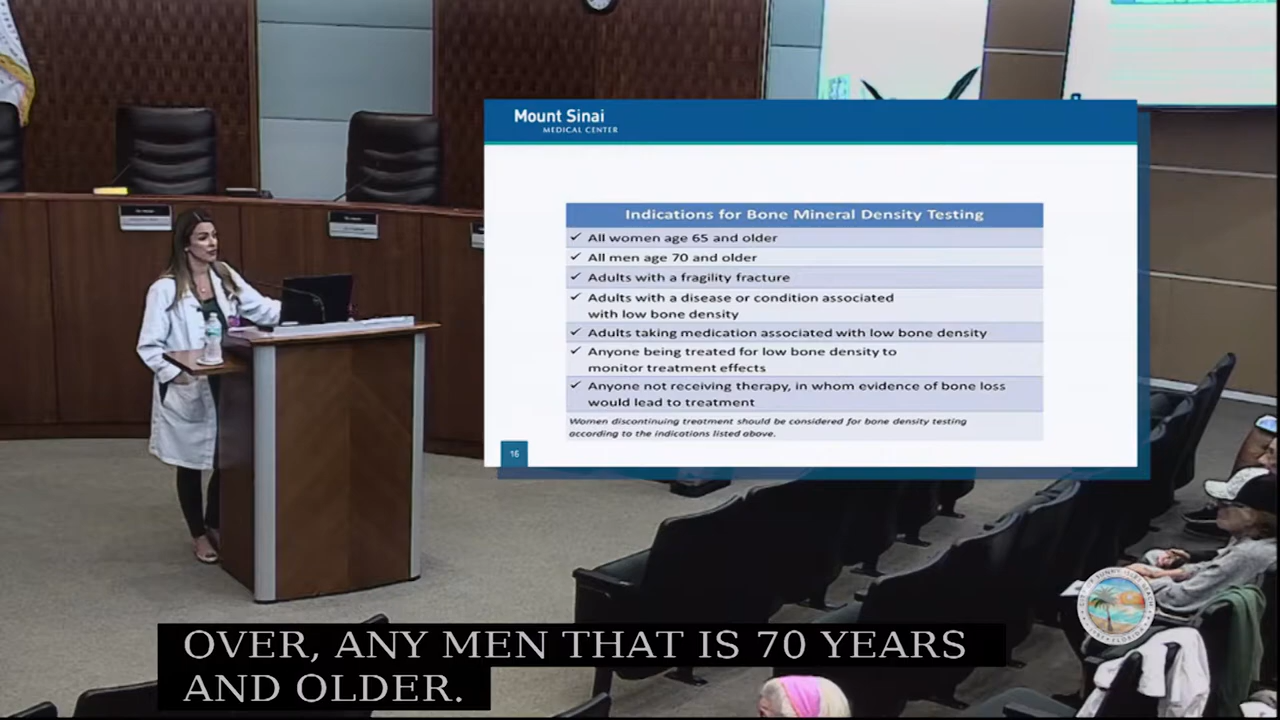 Mount Sinai
MEDICAL CENTER
Indications for Bone Mineral Density Testing
✓ All women age 65 and older
✓ All men age 70 and older
✓ Adults with a fragility fracture
✓ Adults with a disease or condition associated
with low bone density
✓ Adults taking medication associated with low bone density
✓ Anyone being treated for low bone density to
monitor treatment effects
✓ Anyone not receiving therapy, in whom evidence of bone loss
would lead to treatment
Women discontinuing treatment should be considered for bone density testing
according to the indications listed above.
16
OVER, ANY MEN THAT IS 70 YEARS
AND OLDER.